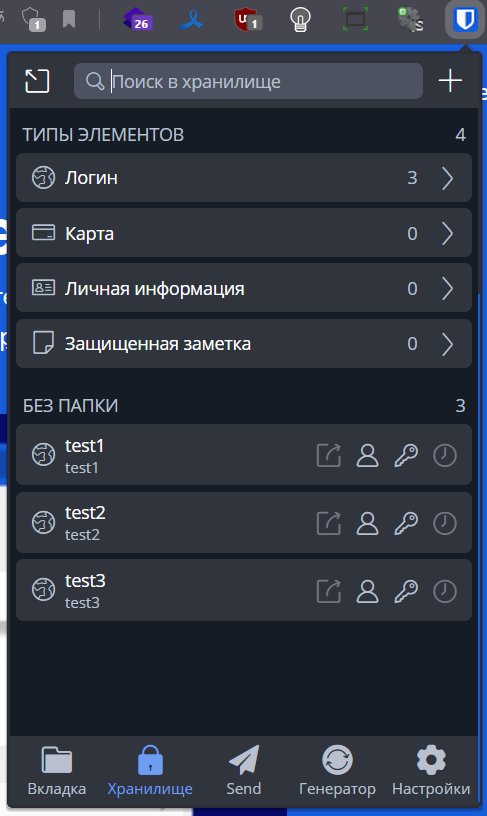 1
26
1
S
Поиск в хранилище
ТИПЫ ЭЛЕМЕНТОВ 4
Логин 3
Карта 0
Личная информация 0
Защищенная заметка 0
БЕЗ ПАПКИ 3
test1
test1
test2
test2
test3
test3
Вкладка Хранилище Send Генератор Настройки